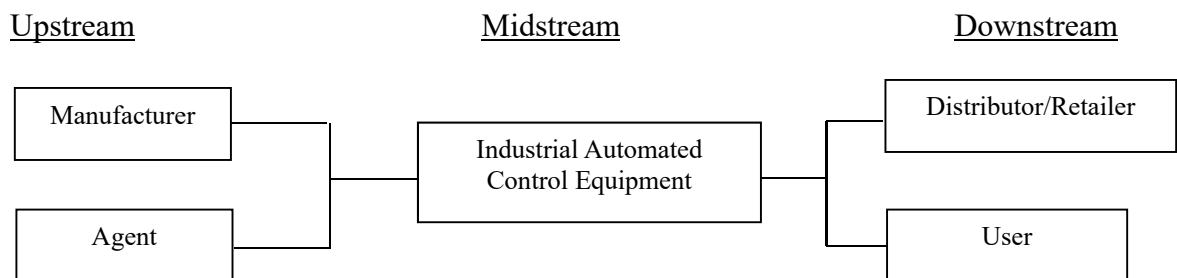 Upstream
Midstream
Downstream
Manufacturer
Industrial Automated
Control Equipment
Distributor/Retailer
Agent
User